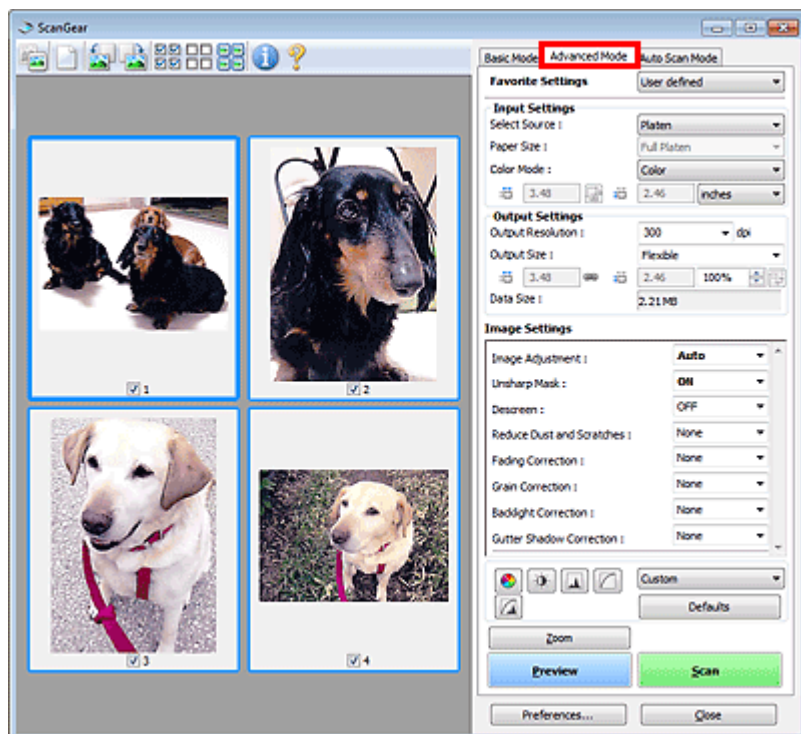 ScanGear
Basic Mode Advanced Mode Auto Scan Mode
Favorite Settings User defined
Input Settings
Select Source : Platen
Paper Size : Full Platen
Color Mode : Color
3.48 2.46 inches
Output Settings
Output Resolution : 300 dpi
Output Size : Flexible
3.48 2.46 100%
Data Size : 2.21 MB
Image Settings
Image Adjustment : Auto
Unsharp Mask : ON
Descreen : OFF
Reduce Dust and Scratches : None
Fading Correction : None
Grain Correction : None
Backlight Correction : None
Gutter Shadow Correction : None
Custom
Defaults
Zoom
Preview Scan
Preferences... Close
1
2
3
4